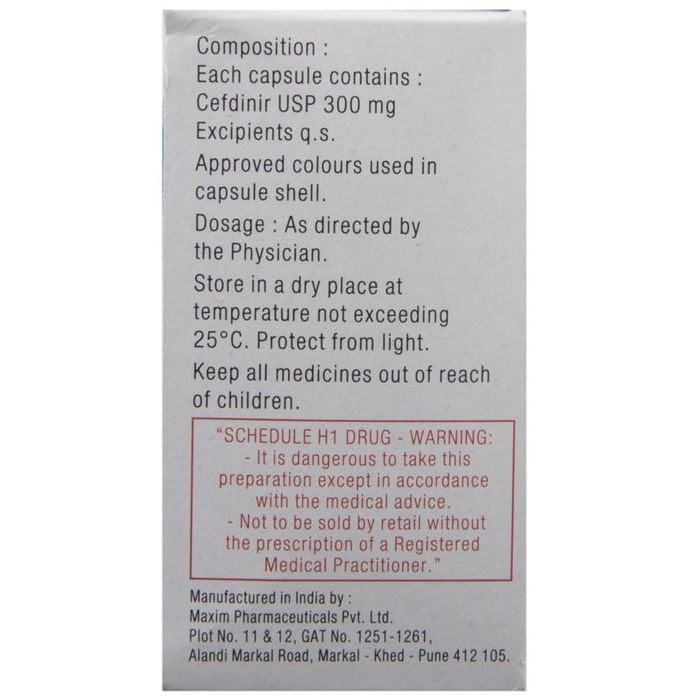 Composition :
Each capsule contains :
Cefdinir USP 300 mg
Excipients q.s.
Approved colours used in
capsule shell.
Dosage : As directed by
the Physician.
Store in a dry place at
temperature not exceeding
25°C. Protect from light.
Keep all medicines out of reach
of children.
"SCHEDULE H1 DRUG - WARNING:
- It is dangerous to take this
preparation except in accordance
with the medical advice.
- Not to be sold by retail without
the prescription of a Registered
Medical Practitioner."
Manufactured in India by :
Maxim Pharmaceuticals Pvt. Ltd.
Plot No. 11 & 12, GAT No. 1251-1261,
Alandi Markal Road, Markal - Khed - Pune 412 105.